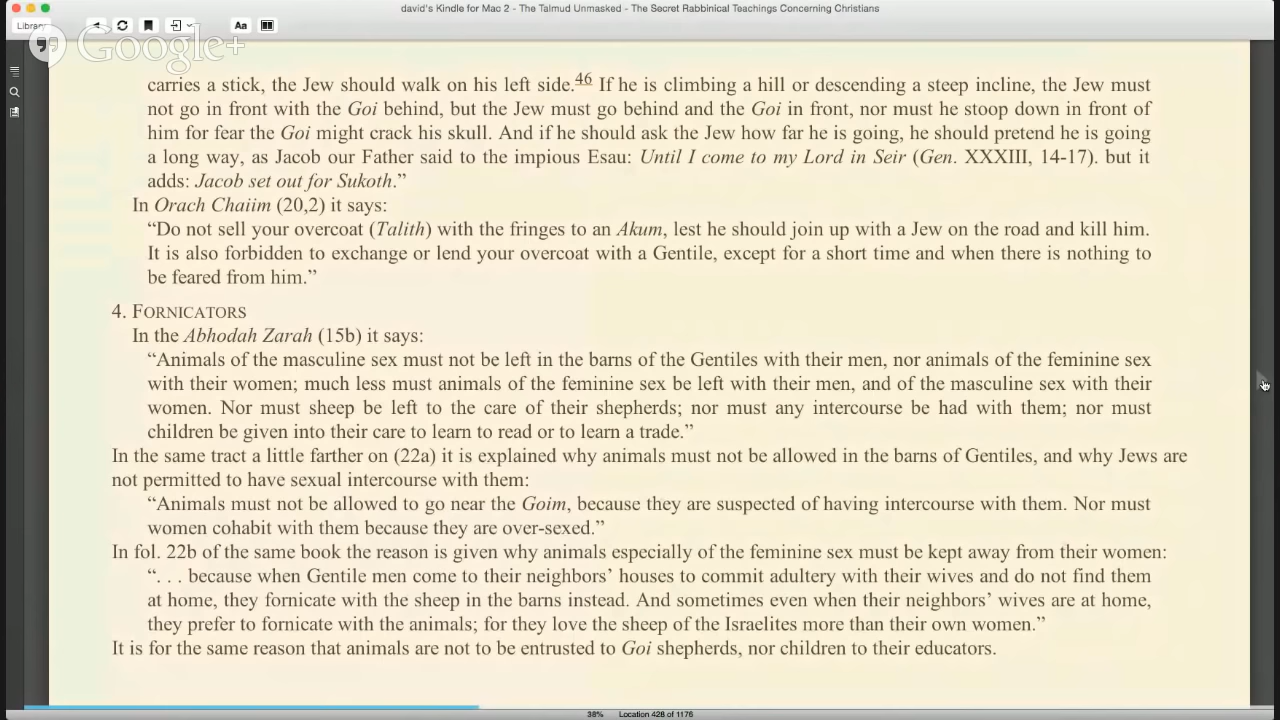 david's Kindle for Mac 2 - The Talmud Unmasked - The Secret Rabbinical Teachings Concerning Christians
Library
Aa
Google+
carries a stick, the Jew should walk on his left side.46 If he is climbing a hill or descending a steep incline, the Jew must
not go in front with the Goi behind, but the Jew must go behind and the Goi in front, nor must he stoop down in front of
him for fear the Goi might crack his skull. And if he should ask the Jew how far he is going, he should pretend he is going
a long way, as Jacob our Father said to the impious Esau: Until I come to my Lord in Seir (Gen. XXXIII, 14-17). but it
adds: Jacob set out for Sukoth.”
In Orach Chaiim (20,2) it says:
“Do not sell your overcoat (Talith) with the fringes to an Akum, lest he should join up with a Jew on the road and kill him.
It is also forbidden to exchange or lend your overcoat with a Gentile, except for a short time and when there is nothing to
be feared from him.”
4. FORNICATORS
In the Abhodah Zarah (15b) it says:
“Animals of the masculine sex must not be left in the barns of the Gentiles with their men, nor animals of the feminine sex
with their women; much less must animals of the feminine sex be left with their men, and of the masculine sex with their
women. Nor must sheep be left to the care of their shepherds; nor must any intercourse be had with them; nor must
children be given into their care to learn to read or to learn a trade.”
In the same tract a little farther on (22a) it is explained why animals must not be allowed in the barns of Gentiles, and why Jews are
not permitted to have sexual intercourse with them:
“Animals must not be allowed to go near the Goim, because they are suspected of having intercourse with them. Nor must
women cohabit with them because they are over-sexed.”
In fol. 22b of the same book the reason is given why animals especially of the feminine sex must be kept away from their women:
“. . . because when Gentile men come to their neighbors’ houses to commit adultery with their wives and do not find them
at home, they fornicate with the sheep in the barns instead. And sometimes even when their neighbors’ wives are at home,
they prefer to fornicate with the animals; for they love the sheep of the Israelites more than their own women.”
It is for the same reason that animals are not to be entrusted to Goi shepherds, nor children to their educators.
38% Location 428 of 1176